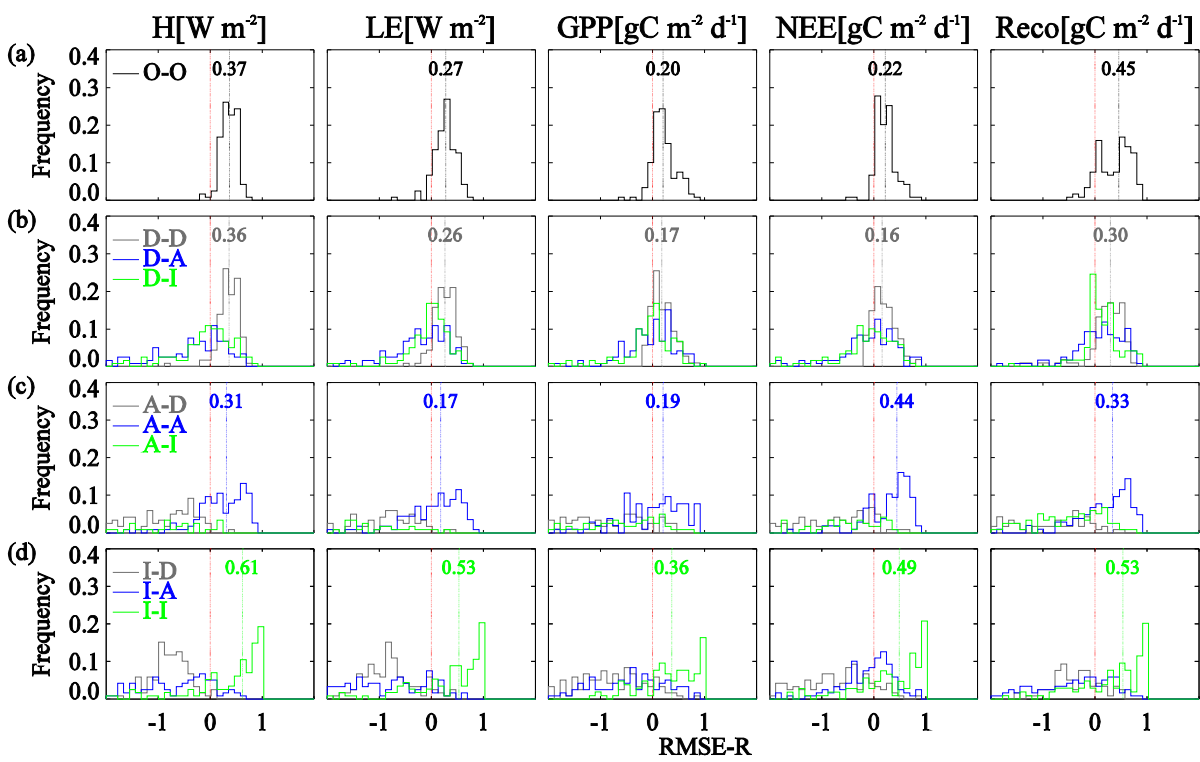 H[W m⁻²] LE[W m⁻²] GPP[gC m⁻² d⁻¹] NEE[gC m⁻² d⁻¹] Reco[gC m⁻² d⁻¹]
(a)
Frequency
0.4
0.3
0.2
0.1
0.0
O-O
0.37 0.27 0.20 0.22 0.45
(b)
Frequency
0.4
0.3
0.2
0.1
0.0
D-D
D-A
D-I
0.36 0.26 0.17 0.16 0.30
(c)
Frequency
0.4
0.3
0.2
0.1
0.0
A-D
A-A
A-I
0.31 0.17 0.19 0.44 0.33
(d)
Frequency
0.4
0.3
0.2
0.1
0.0
I-D
I-A
I-I
0.61 0.53 0.36 0.49 0.53
-1 0 1 -1 0 1 -1 0 1 -1 0 1 -1 0 1
RMSE-R